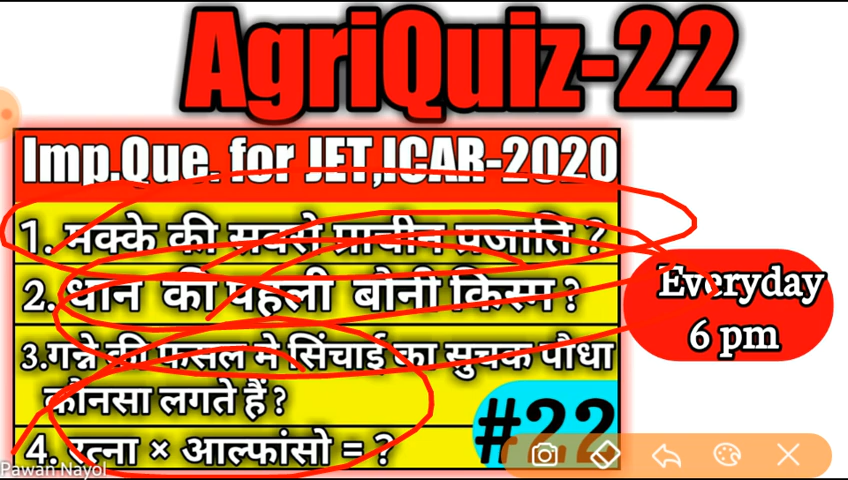 AgriQuiz-22
Imp.Que. for JET,ICAR-2020
1. मक्के की सबसे प्राचीन प्रजाति ?
2. धान की पहली बौनी किस्म ?
Everyday
6 pm
3.गन्ने की फसल मे सिंचाई का सुचक पौधा
कोनसा लगते हैं ?
#22
4. रत्ना × आल्फांसो = ?
Pawan Nayol